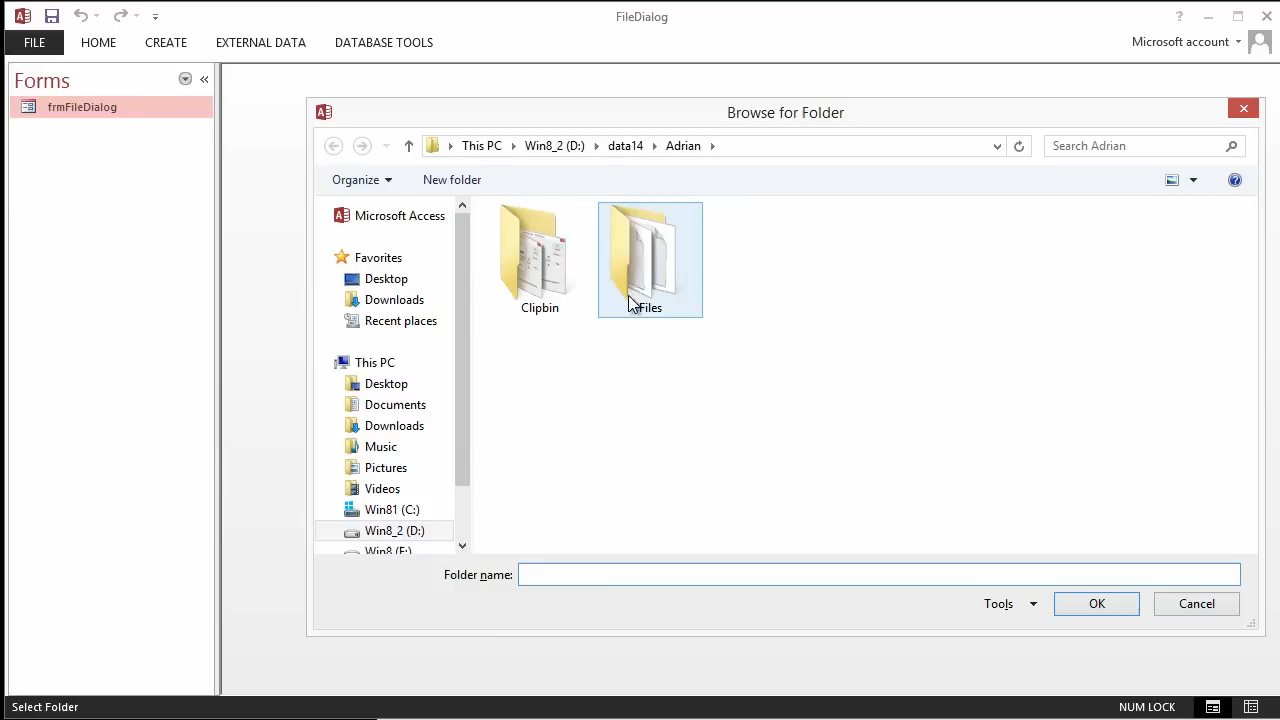 FileDialog
FILE HOME CREATE EXTERNAL DATA DATABASE TOOLS Microsoft account
Forms
frmFileDialog
Browse for Folder
This PC Win8_2 (D:) data14 Adrian Search Adrian
Organize New folder
Microsoft Access
Favorites
Desktop
Downloads
Recent places
This PC
Desktop
Documents
Downloads
Music
Pictures
Videos
Win81 (C:)
Win8_2 (D:)
Win8 (E:)
Clipbin Files
Folder name:
Tools OK Cancel
Select Folder NUM LOCK